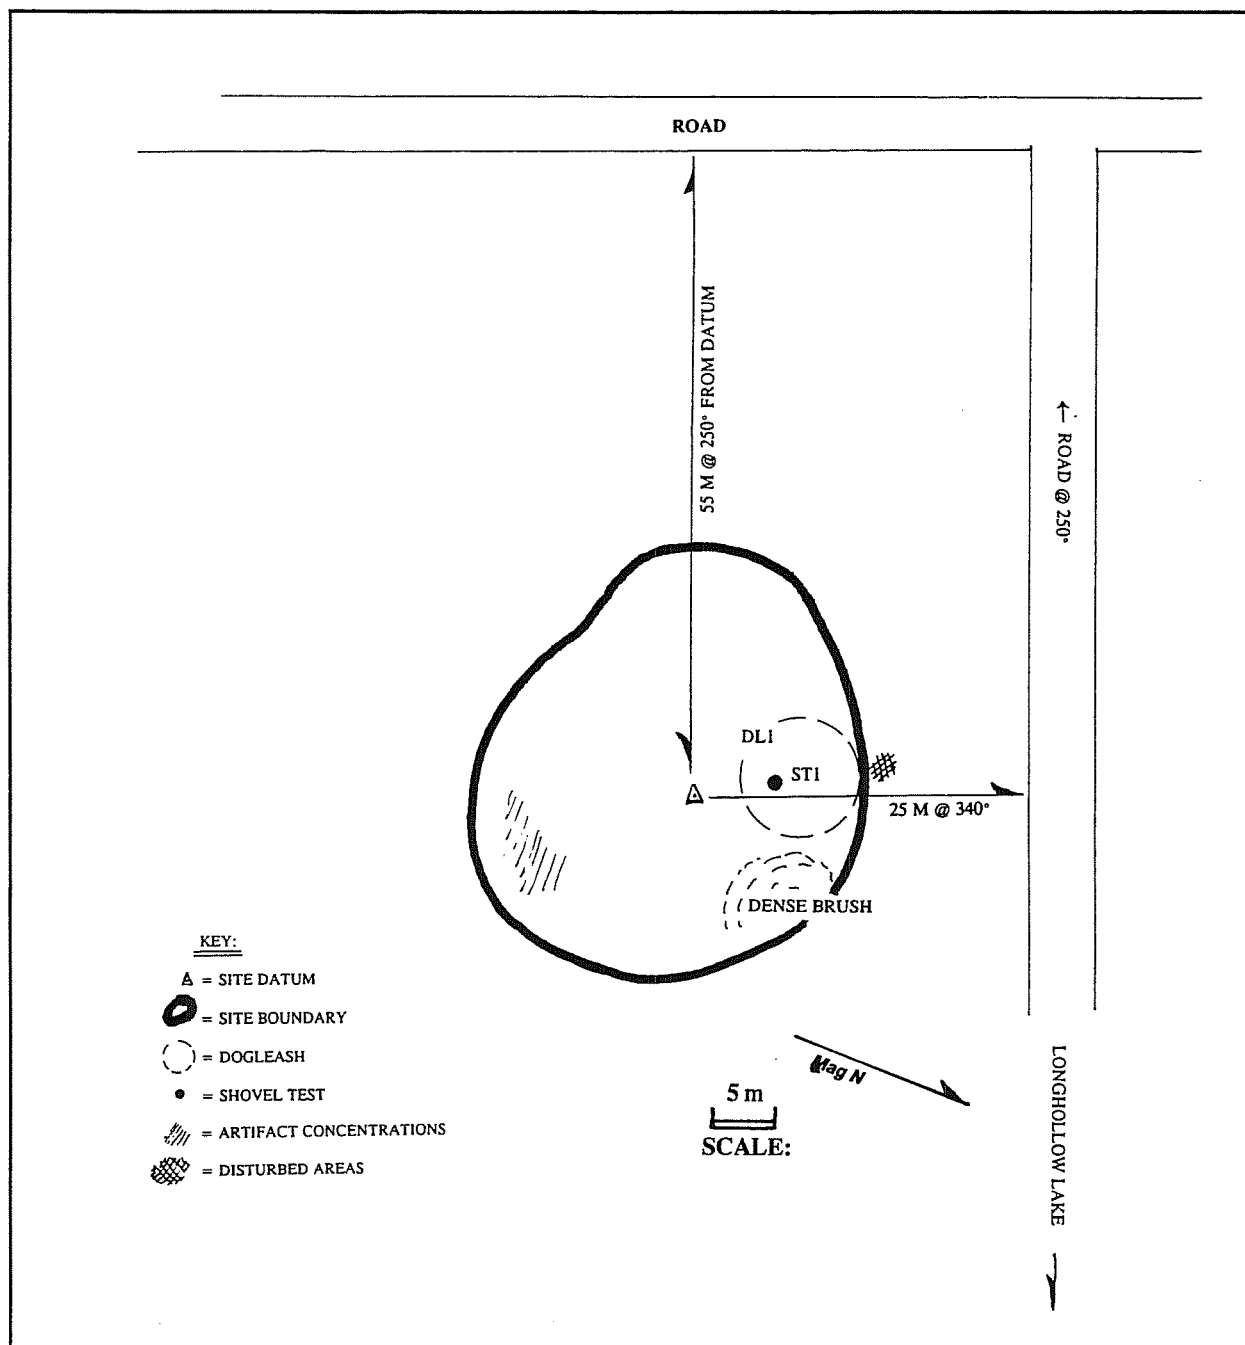 ROAD
55 M @ 250° FROM DATUM
← ROAD @ 250°
DL1
ST1
25 M @ 340°
DENSE BRUSH
KEY:
= SITE DATUM
= SITE BOUNDARY
= DOGLEASH
= SHOVEL TEST
= ARTIFACT CONCENTRATIONS
= DISTURBED AREAS
Mag N
5 m
SCALE:
LONGHOLLOW LAKE